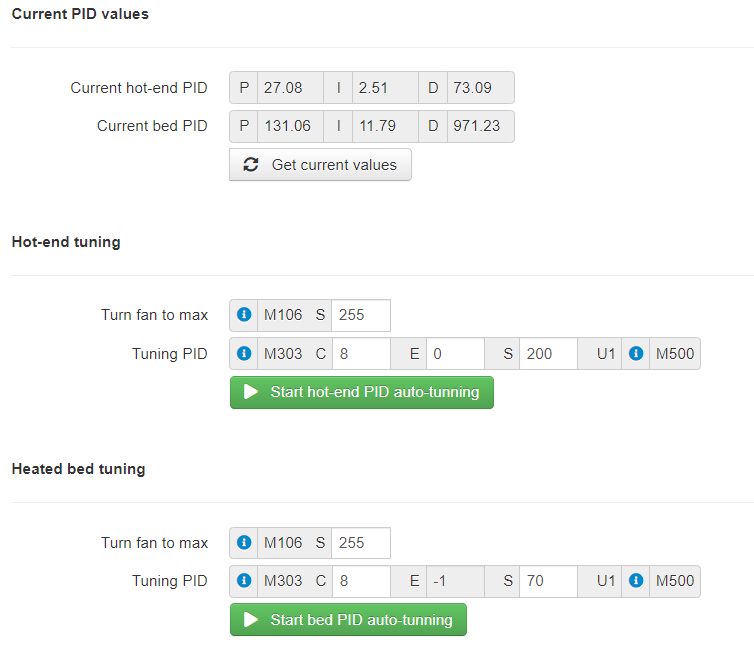 Current PID values
Current hot-end PID P 27.08 I 2.51 D 73.09
Current bed PID P 131.06 I 11.79 D 971.23
Get current values
Hot-end tuning
Turn fan to max M106 S 255
Tuning PID M303 C 8 E 0 S 200 U1 M500
Start hot-end PID auto-tunning
Heated bed tuning
Turn fan to max M106 S 255
Tuning PID M303 C 8 E -1 S 70 U1 M500
Start bed PID auto-tunning